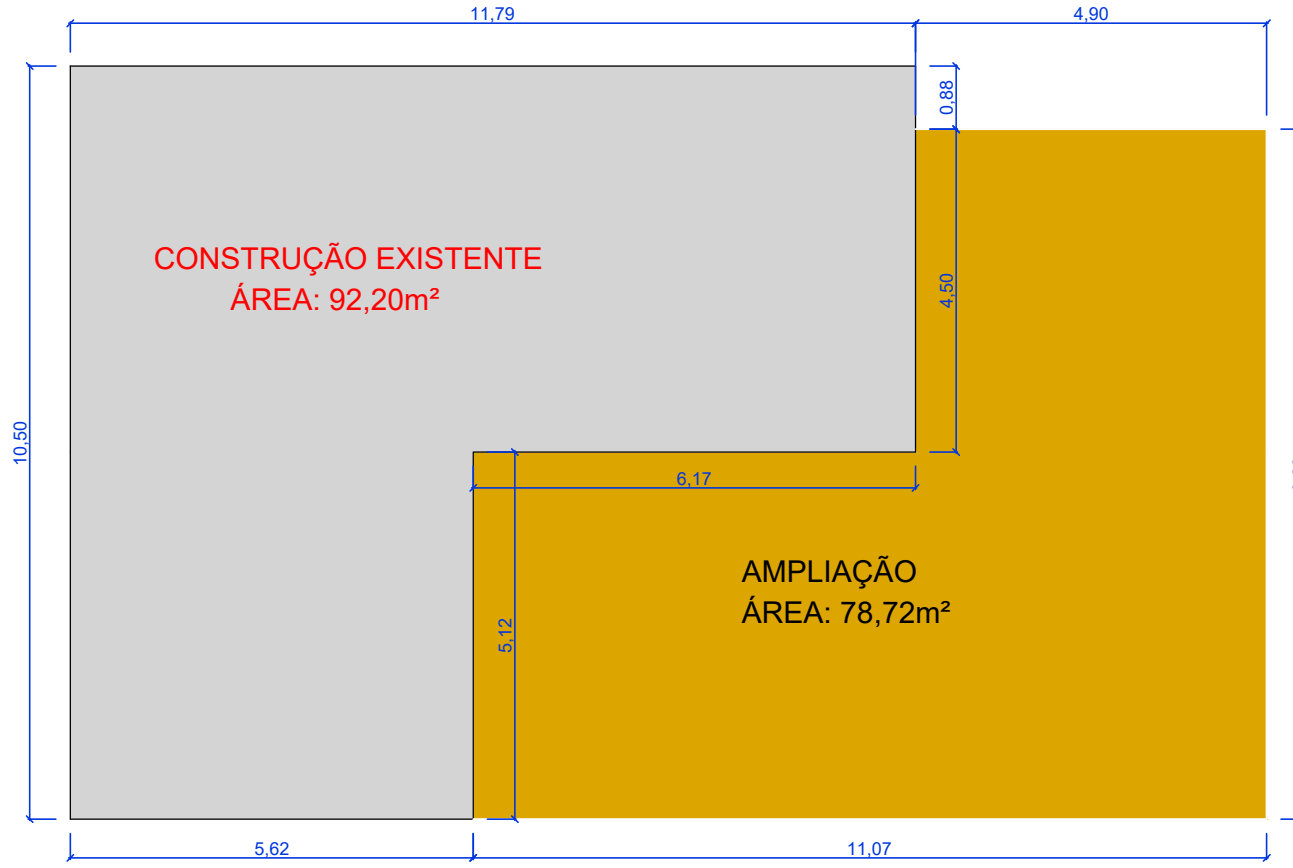 11,79
4,90
0,88
CONSTRUÇÃO EXISTENTE
ÁREA: 92,20m²
4,50
10,50
6,17
AMPLIAÇÃO
ÁREA: 78,72m²
5,12
5,62
11,07